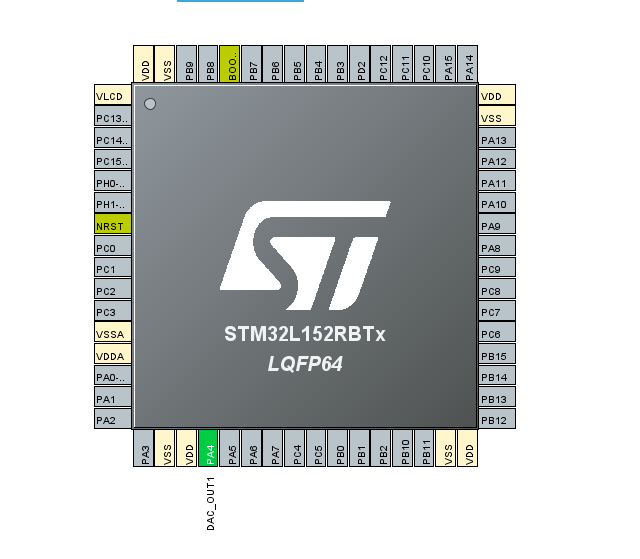 VDD
VSS
PB9
PB8
BOO..
PB7
PB6
PB5
PB4
PB3
PD2
PC12
PC11
PC10
PA15
PA14
VLCD
PC13..
PC14..
PC15..
PH0-..
PH1-..
NRST
PC0
PC1
PC2
PC3
VSSA
VDDA
PA0-..
PA1
PA2
ST
STM32L152RBTx
LQFP64
VDD
VSS
PA13
PA12
PA11
PA10
PA9
PA8
PC9
PC8
PC7
PC6
PB15
PB14
PB13
PB12
PA3
VSS
VDD
PA4
PA5
PA6
PA7
PC4
PC5
PB0
PB1
PB2
PB10
PB11
VSS
VDD
DAC_OUT1